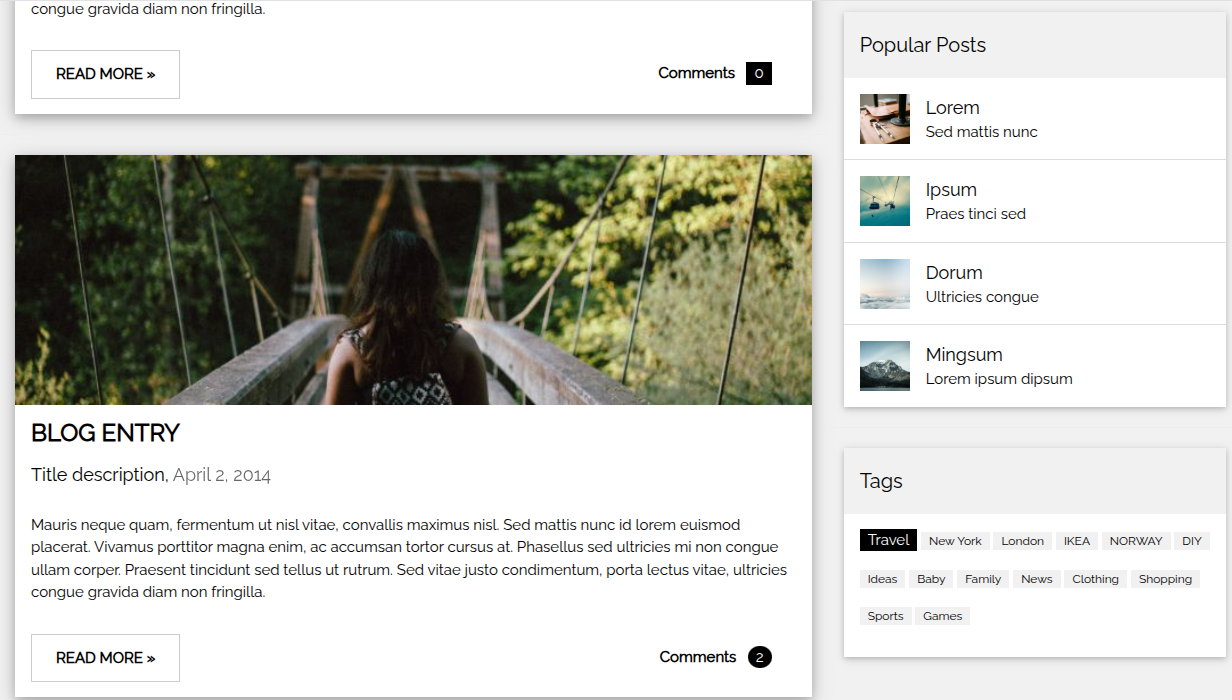 congue gravida diam non fringilla.
READ MORE »
Comments 0
BLOG ENTRY
Title description, April 2, 2014
Mauris neque quam, fermentum ut nisl vitae, convallis maximus nisl. Sed mattis nunc id lorem euismod
placerat. Vivamus porttitor magna enim, ac accumsan tortor cursus at. Phasellus sed ultricies mi non congue
ullam corper. Praesent tincidunt sed tellus ut rutrum. Sed vitae justo condimentum, porta lectus vitae, ultricies
congue gravida diam non fringilla.
READ MORE »
Comments 2
Popular Posts
Lorem
Sed mattis nunc
Ipsum
Praes tinci sed
Dorum
Ultricies congue
Mingsum
Lorem ipsum dipsum
Tags
Travel New York London IKEA NORWAY DIY
Ideas Baby Family News Clothing Shopping
Sports Games